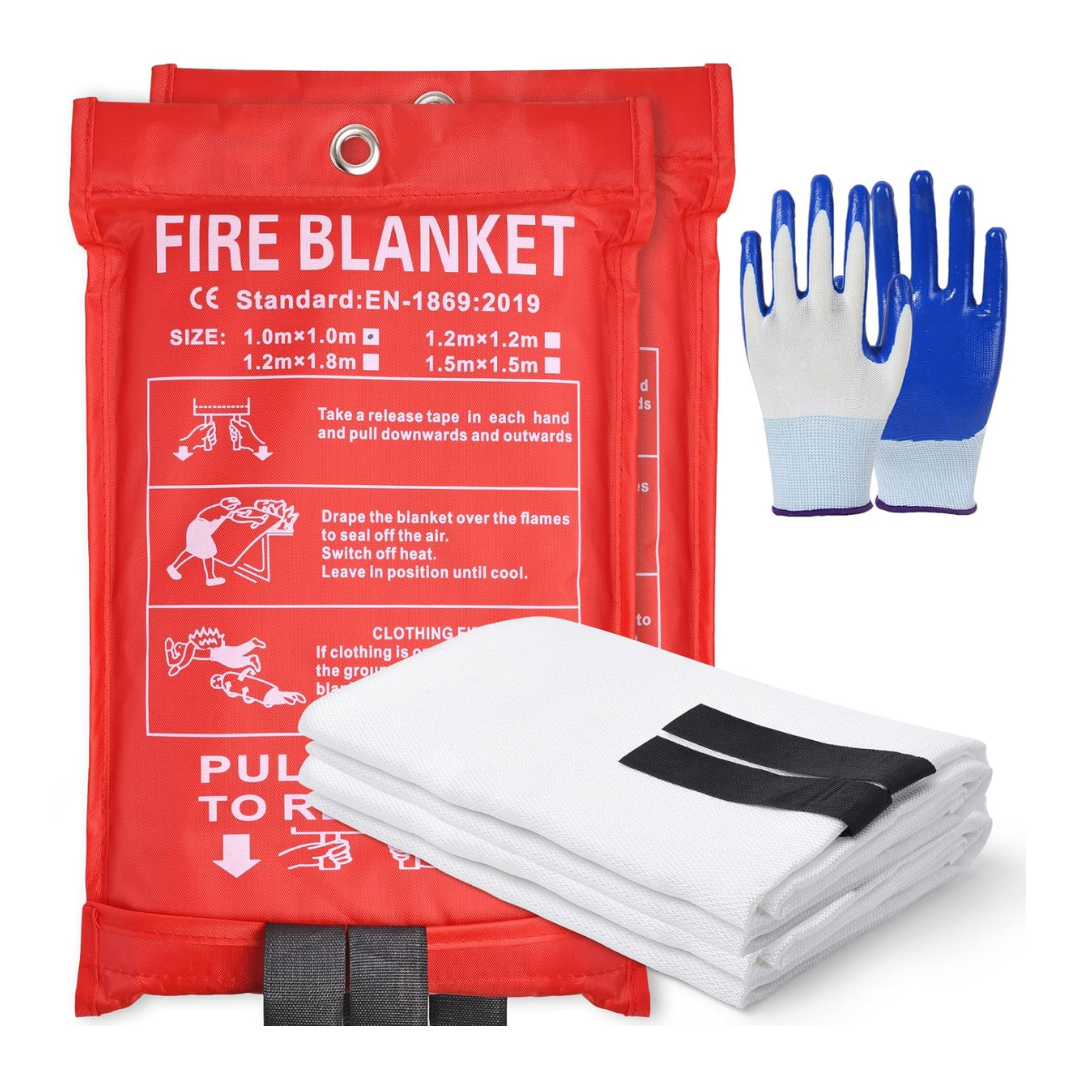 FIRE BLANKET
CE Standard:EN-1869:2019
SIZE: 1.0m×1.0m 1.2m×1.2m
1.2m×1.8m 1.5m×1.5m
Take a release tape in each hand
and pull downwards and outwards
Drape the blanket over the flames
to seal off the air.
Switch off heat.
Leave in position until cool.
CLOTHING
If clothing is
the
PUL
TO R
to